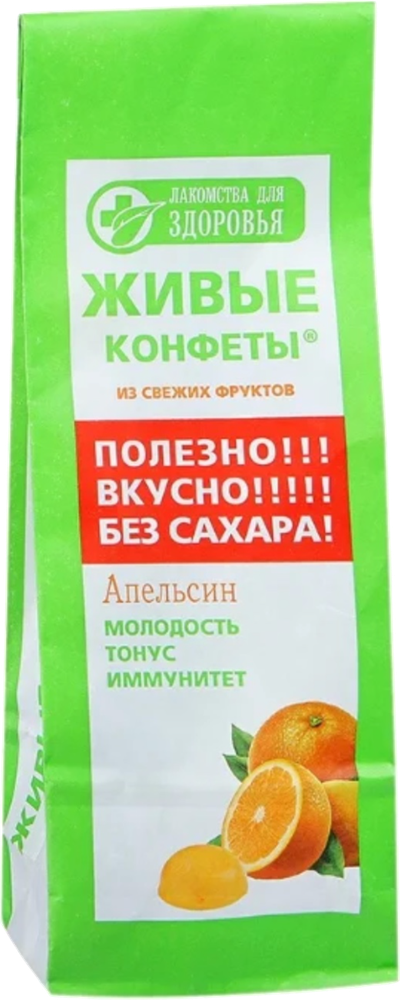 ЛАКОМСТВА ДЛЯ
ЗДОРОВЬЯ
ЖИВЫЕ
КОНФЕТЫ®
ИЗ СВЕЖИХ ФРУКТОВ
ПОЛЕЗНО!!!
ВКУСНО!!!!!
БЕЗ САХАРА!
Апельсин
МОЛОДОСТЬ
ТОНУС
ИММУНИТЕТ
ЖИВЫЕ